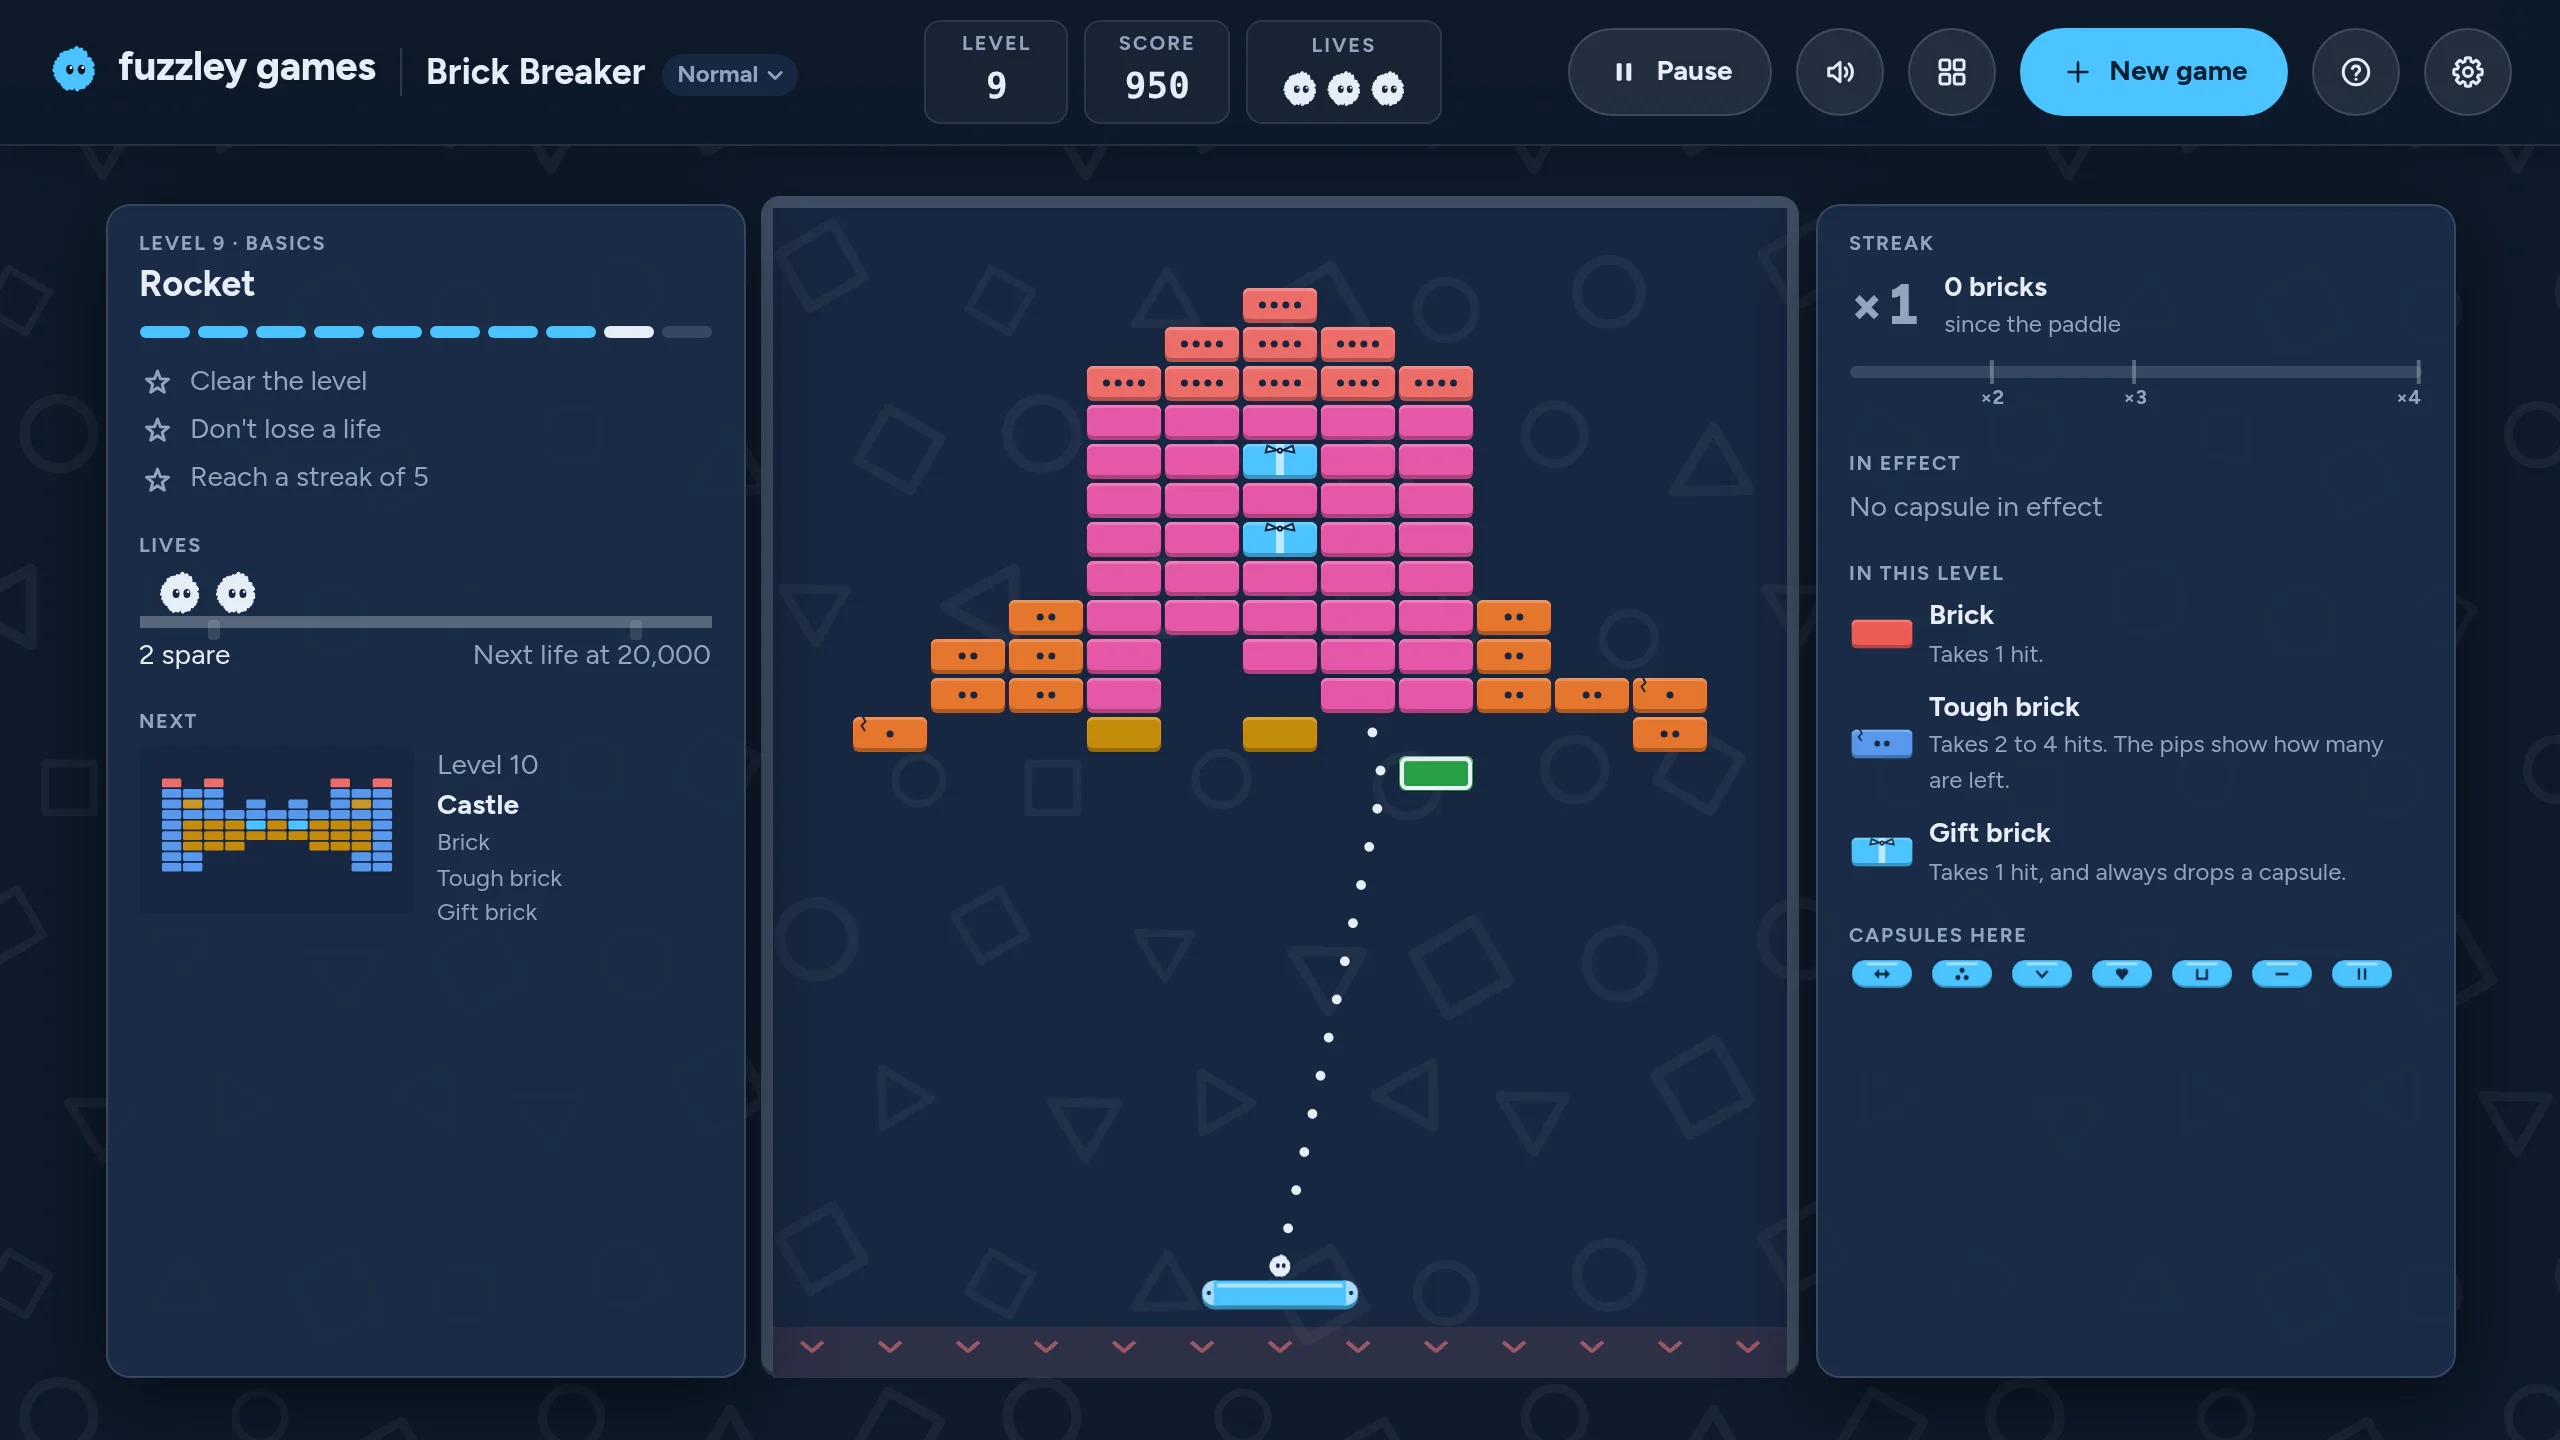 fuzzley games
Brick Breaker
Normal
LEVEL
9
SCORE
950
LIVES
Pause
New game
LEVEL 9 · BASICS
Rocket
Clear the level
Don't lose a life
Reach a streak of 5
LIVES
2 spare
Next life at 20,000
NEXT
Level 10
Castle
Brick
Tough brick
Gift brick
STREAK
×1
0 bricks
since the paddle
×2
×3
×4
IN EFFECT
No capsule in effect
IN THIS LEVEL
Brick
Takes 1 hit.
Tough brick
Takes 2 to 4 hits. The pips show how many
are left.
Gift brick
Takes 1 hit, and always drops a capsule.
CAPSULES HERE